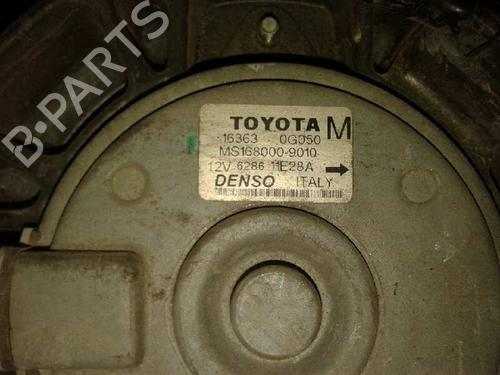 TOYOTA M
16363 0G050
MS168000-9010
12V 6286 11E28A
DENSO ITALY
B-PARTS